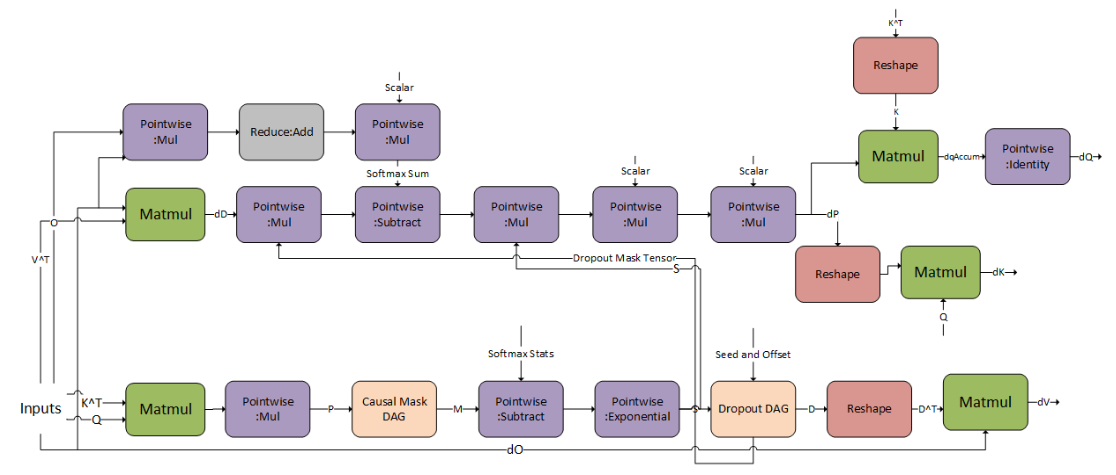 K^T
Reshape
K
Scalar
Pointwise
:Mul
Reduce:Add
Pointwise
:Mul
Matmul
dqAccum
Pointwise
:Identity
dQ
Softmax Sum
Scalar
Scalar
O
Matmul
dD
Pointwise
:Mul
Pointwise
:Subtract
Pointwise
:Mul
Pointwise
:Mul
Pointwise
:Mul
dP
V^T
Dropout Mask Tensor
S
Reshape
Matmul
dK
Q
Softmax Stats
Seed and Offset
Inputs
K^T
Q
Matmul
Pointwise
:Mul
P
Causal Mask
DAG
M
Pointwise
:Subtract
Pointwise
:Exponential
S
Dropout DAG
D
Reshape
D^T
Matmul
dV
dO